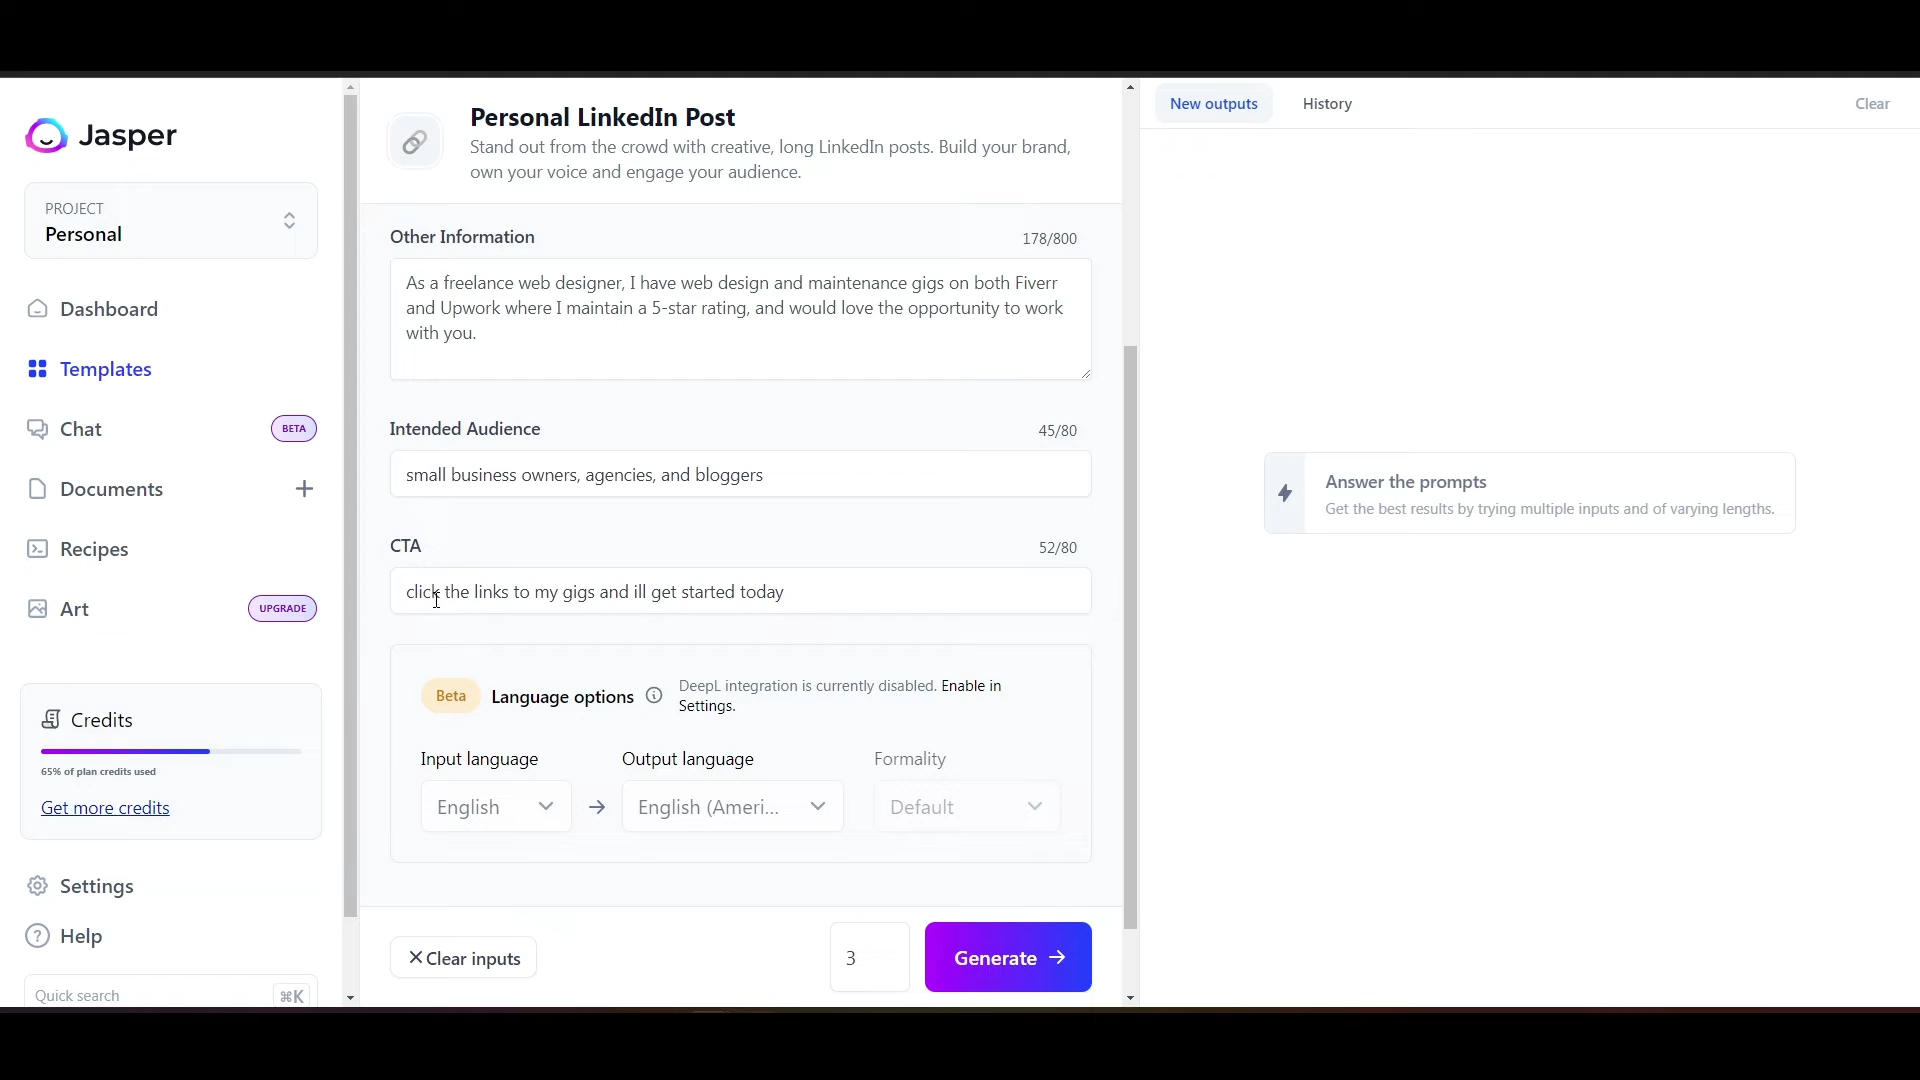 Jasper
PROJECT
Personal
Dashboard
Templates
Chat
BETA
Documents
Recipes
Art
UPGRADE
Credits
65% of plan credits used
Get more credits
Settings
Help
Quick search
⌘K
Personal LinkedIn Post
Stand out from the crowd with creative, long LinkedIn posts. Build your brand,
own your voice and engage your audience.
Other Information
178/800
As a freelance web designer, I have web design and maintenance gigs on both Fiverr
and Upwork where I maintain a 5-star rating, and would love the opportunity to work
with you.
Intended Audience
45/80
small business owners, agencies, and bloggers
CTA
52/80
click the links to my gigs and ill get started today
Beta
Language options
DeepL integration is currently disabled. Enable in
Settings.
Input language
Output language
Formality
English
English (Ameri...
Default
Clear inputs
3
Generate
New outputs
History
Clear
Answer the prompts
Get the best results by trying multiple inputs and of varying lengths.